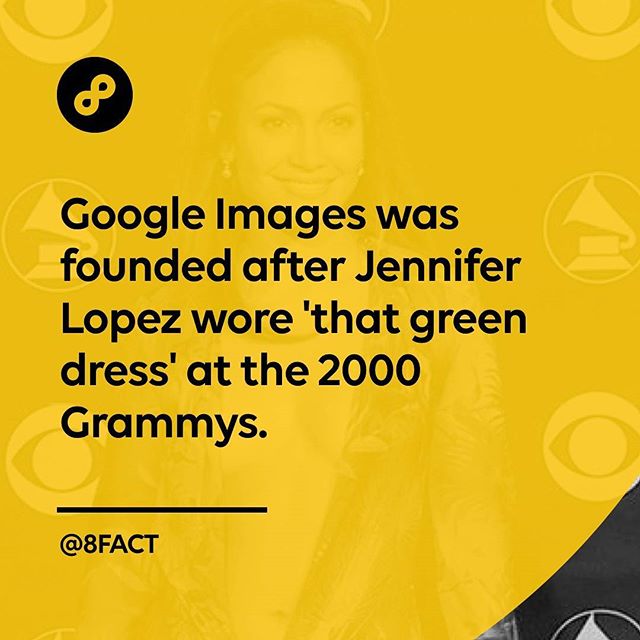 Google Images was
founded after Jennifer
Lopez wore 'that green
dress' at the 2000
Grammys.
@8FACT